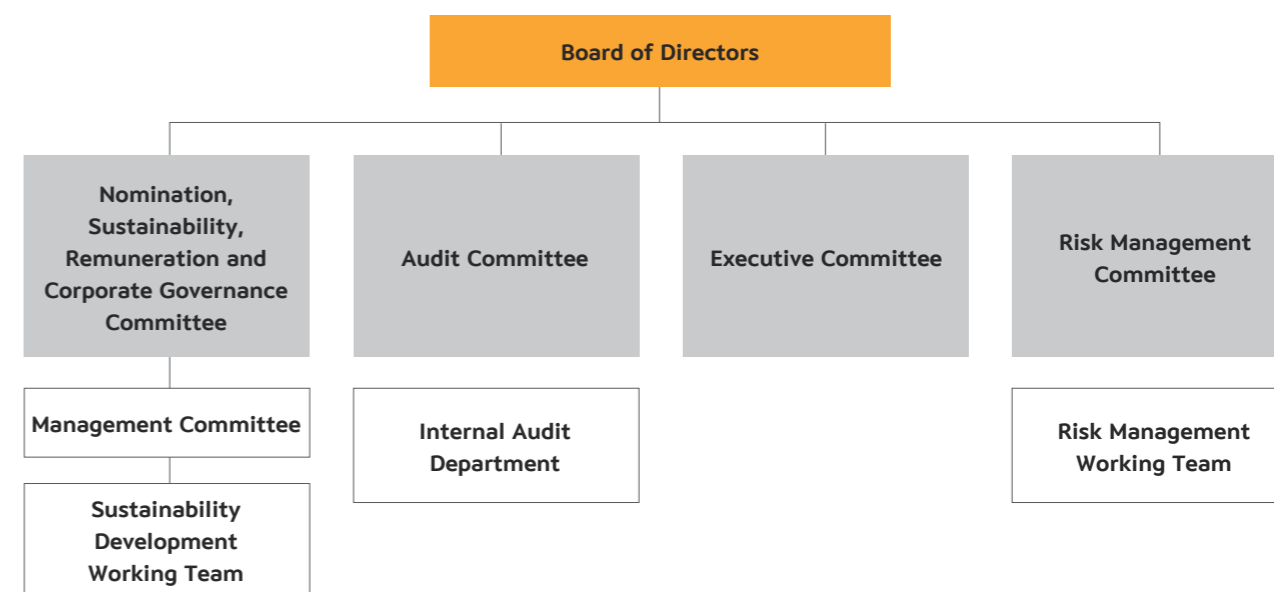 Board of Directors
Nomination,
Sustainability,
Remuneration and
Corporate Governance
Committee
Audit Committee
Executive Committee
Risk Management
Committee
Management Committee
Sustainability
Development
Working Team
Internal Audit
Department
Risk Management
Working Team